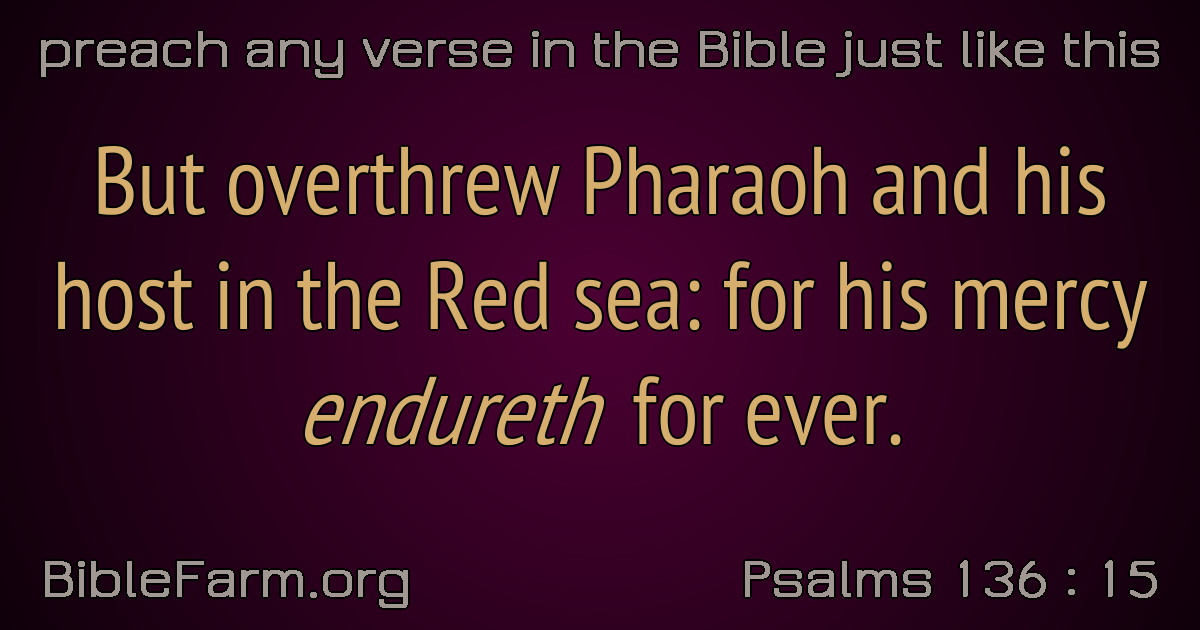 preach any verse in the Bible just like this
But overthrew Pharaoh and his
host in the Red sea: for his mercy
endureth for ever.
BibleFarm.org
Psalms 136 : 15